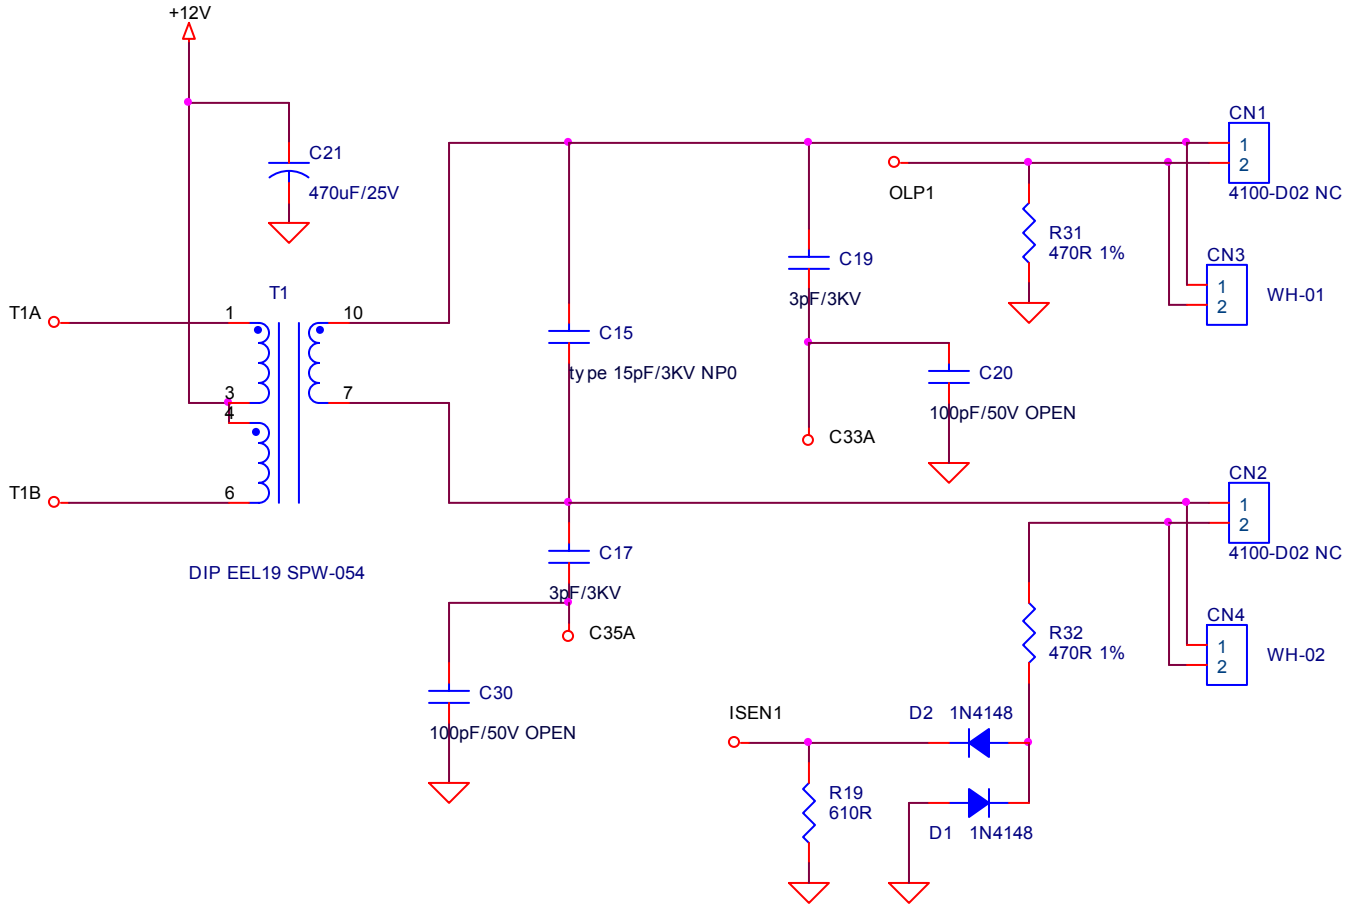 +12V
C21
470uF/25V
T1
T1A
1
10
3
4
7
T1B
6
DIP EEL19 SPW-054
C15
type 15pF/3KV NP0
C19
3pF/3KV
C20
100pF/50V OPEN
C33A
OLP1
R31
470R 1%
CN1
1
2
4100-D02 NC
CN3
1
2
WH-01
C17
3pF/3KV
C35A
C30
100pF/50V OPEN
CN2
1
2
4100-D02 NC
CN4
1
2
WH-02
R32
470R 1%
ISEN1
D2 1N4148
R19
610R
D1 1N4148